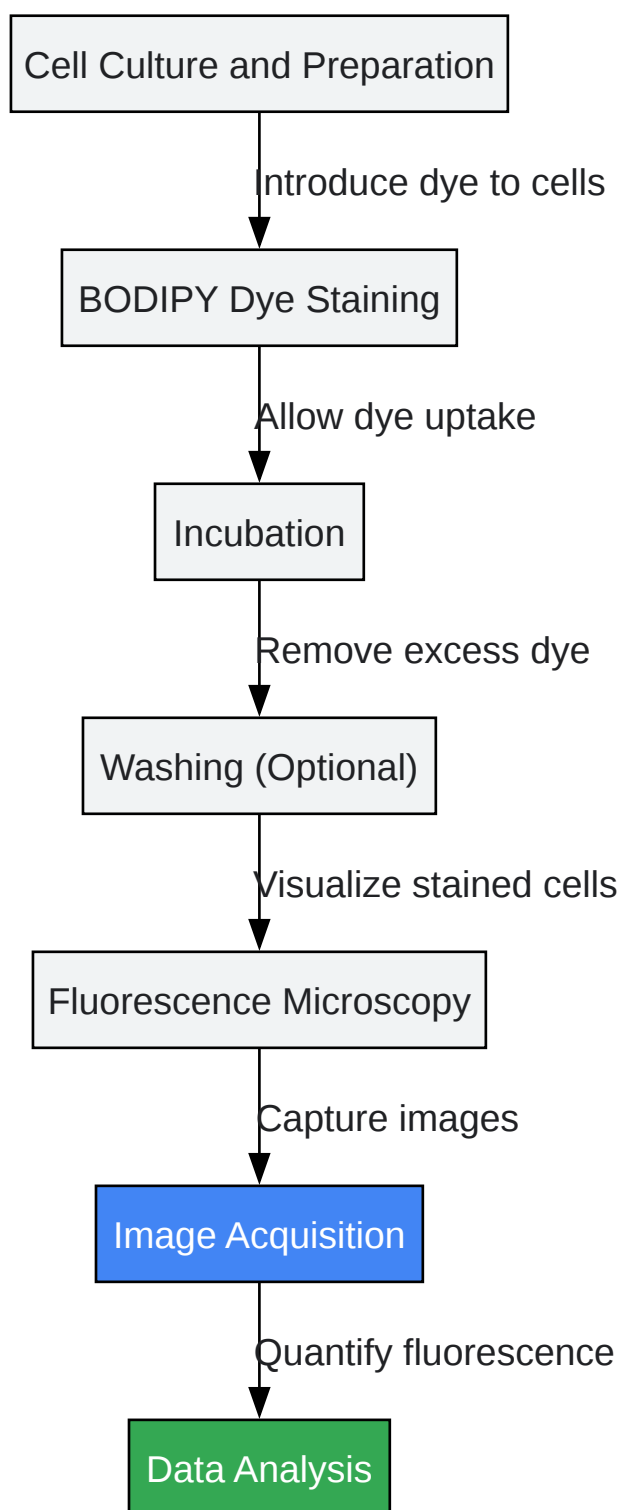 Cell Culture and Preparation
Introduce dye to cells
BODIPY Dye Staining
Allow dye uptake
Incubation
Remove excess dye
Washing (Optional)
Visualize stained cells
Fluorescence Microscopy
Capture images
Image Acquisition
Quantify fluorescence
Data Analysis